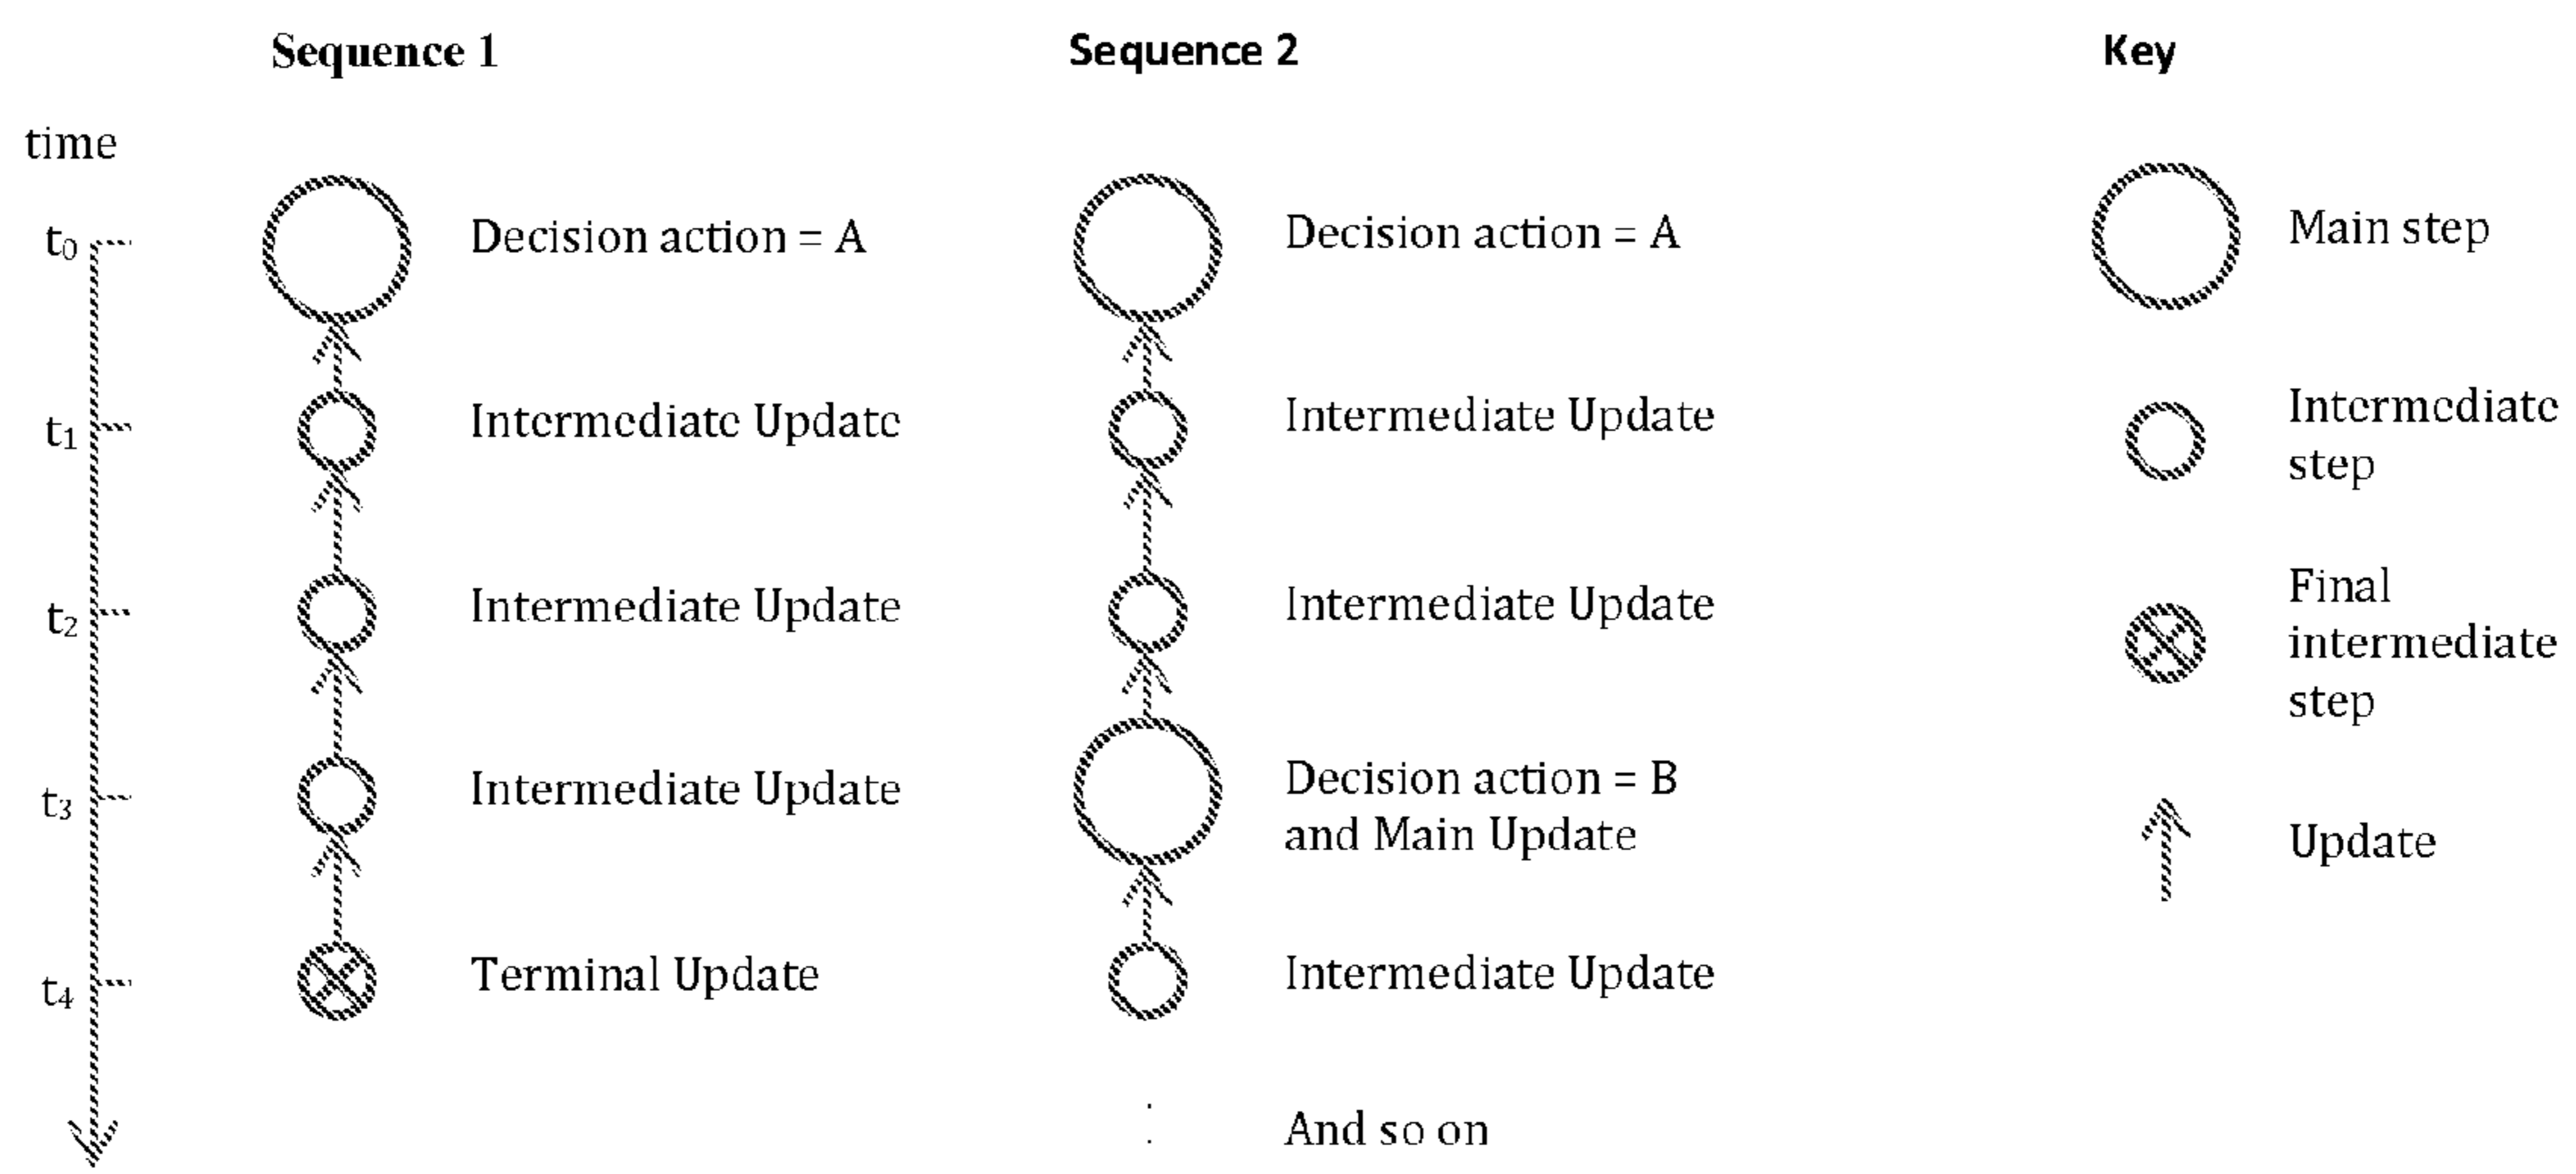 Sequence 1
Sequence 2
Key
time
t0
Decision action = A
Decision action = A
Main step
t1
Intermediate Update
Intermediate Update
Intermediate
step
t2
Intermediate Update
Intermediate Update
Final
intermediate
step
t3
Intermediate Update
Decision action = B
and Main Update
Update
t4
Terminal Update
Intermediate Update
And so on